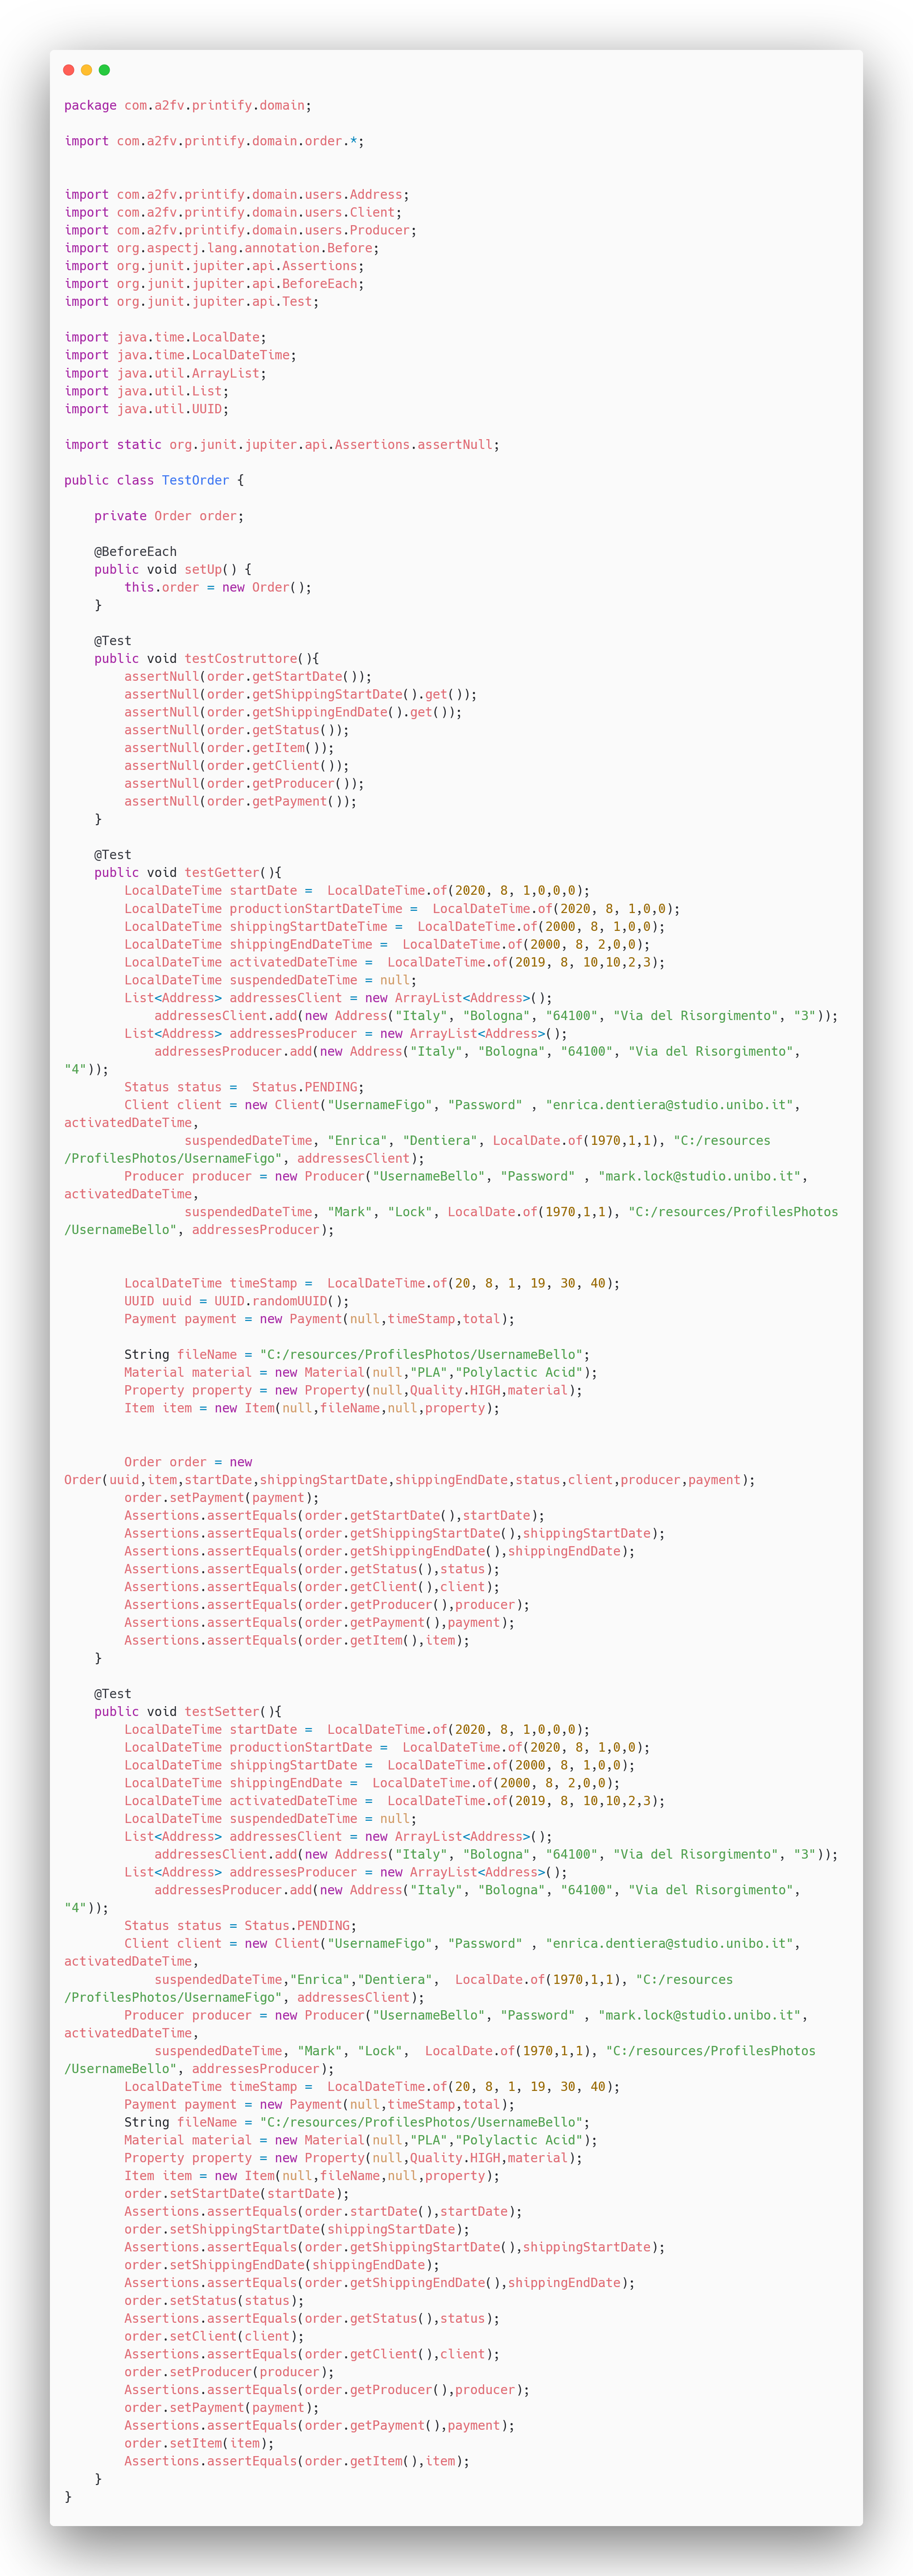 package com.a2fv.printify.domain;
import com.a2fv.printify.domain.order.*;
import com.a2fv.printify.domain.users.Address;
import com.a2fv.printify.domain.users.Client;
import com.a2fv.printify.domain.users.Producer;
import org.aspectj.lang.annotation.Before;
import org.junit.jupiter.api.Assertions;
import org.junit.jupiter.api.BeforeEach;
import org.junit.jupiter.api.Test;
import java.time.LocalDate;
import java.time.LocalDateTime;
import java.util.ArrayList;
import java.util.List;
import java.util.UUID;
import static org.junit.jupiter.api.Assertions.assertNull;
public class TestOrder {
    private Order order;
    @BeforeEach
    public void setUp() {
        this.order = new Order();
    }
    @Test
    public void testCostruttore(){
        assertNull(order.getStartDate());
        assertNull(order.getShippingStartDate().get());
        assertNull(order.getShippingEndDate().get());
        assertNull(order.getStatus());
        assertNull(order.getItem());
        assertNull(order.getClient());
        assertNull(order.getProducer());
        assertNull(order.getPayment());
    }
    @Test
    public void testGetter(){
        LocalDateTime startDate =  LocalDateTime.of(2020, 8, 1,0,0,0);
        LocalDateTime productionStartDateTime =  LocalDateTime.of(2020, 8, 1,0,0);
        LocalDateTime shippingStartDateTime =  LocalDateTime.of(2000, 8, 1,0,0);
        LocalDateTime shippingEndDateTime =  LocalDateTime.of(2000, 8, 2,0,0);
        LocalDateTime activatedDateTime =  LocalDateTime.of(2019, 8, 10,10,2,3);
        LocalDateTime suspendedDateTime = null;
        List<Address> addressesClient = new ArrayList<Address>();
            addressesClient.add(new Address("Italy", "Bologna", "64100", "Via del Risorgimento", "3"));
        List<Address> addressesProducer = new ArrayList<Address>();
            addressesProducer.add(new Address("Italy", "Bologna", "64100", "Via del Risorgimento",
"4"));
        Status status =  Status.PENDING;
        Client client = new Client("UsernameFigo", "Password" , "enrica.dentiera@studio.unibo.it",
activatedDateTime,
                suspendedDateTime, "Enrica", "Dentiera", LocalDate.of(1970,1,1), "C:/resources
/ProfilesPhotos/UsernameFigo", addressesClient);
        Producer producer = new Producer("UsernameBello", "Password" , "mark.lock@studio.unibo.it",
activatedDateTime,
                suspendedDateTime, "Mark", "Lock", LocalDate.of(1970,1,1), "C:/resources/ProfilesPhotos
/UsernameBello", addressesProducer);
        LocalDateTime timeStamp =  LocalDateTime.of(20, 8, 1, 19, 30, 40);
        UUID uuid = UUID.randomUUID();
        Payment payment = new Payment(null,timeStamp,total);
        String fileName = "C:/resources/ProfilesPhotos/UsernameBello";
        Material material = new Material(null,"PLA","Polylactic Acid");
        Property property = new Property(null,Quality.HIGH,material);
        Item item = new Item(null,fileName,null,property);
        Order order = new
Order(uuid,item,startDate,shippingStartDate,shippingEndDate,status,client,producer,payment);
        order.setPayment(payment);
        Assertions.assertEquals(order.getStartDate(),startDate);
        Assertions.assertEquals(order.getShippingStartDate(),shippingStartDate);
        Assertions.assertEquals(order.getShippingEndDate(),shippingEndDate);
        Assertions.assertEquals(order.getStatus(),status);
        Assertions.assertEquals(order.getClient(),client);
        Assertions.assertEquals(order.getProducer(),producer);
        Assertions.assertEquals(order.getPayment(),payment);
        Assertions.assertEquals(order.getItem(),item);
    }
    @Test
    public void testSetter(){
        LocalDateTime startDate =  LocalDateTime.of(2020, 8, 1,0,0,0);
        LocalDateTime productionStartDate =  LocalDateTime.of(2020, 8, 1,0,0);
        LocalDateTime shippingStartDate =  LocalDateTime.of(2000, 8, 1,0,0);
        LocalDateTime shippingEndDate =  LocalDateTime.of(2000, 8, 2,0,0);
        LocalDateTime activatedDateTime =  LocalDateTime.of(2019, 8, 10,10,2,3);
        LocalDateTime suspendedDateTime = null;
        List<Address> addressesClient = new ArrayList<Address>();
            addressesClient.add(new Address("Italy", "Bologna", "64100", "Via del Risorgimento", "3"));
        List<Address> addressesProducer = new ArrayList<Address>();
            addressesProducer.add(new Address("Italy", "Bologna", "64100", "Via del Risorgimento",
"4"));
        Status status = Status.PENDING;
        Client client = new Client("UsernameFigo", "Password" , "enrica.dentiera@studio.unibo.it",
activatedDateTime,
            suspendedDateTime,"Enrica","Dentiera",  LocalDate.of(1970,1,1), "C:/resources
/ProfilesPhotos/UsernameFigo", addressesClient);
        Producer producer = new Producer("UsernameBello", "Password" , "mark.lock@studio.unibo.it",
activatedDateTime,
            suspendedDateTime, "Mark", "Lock",  LocalDate.of(1970,1,1), "C:/resources/ProfilesPhotos
/UsernameBello", addressesProducer);
        LocalDateTime timeStamp =  LocalDateTime.of(20, 8, 1, 19, 30, 40);
        Payment payment = new Payment(null,timeStamp,total);
        String fileName = "C:/resources/ProfilesPhotos/UsernameBello";
        Material material = new Material(null,"PLA","Polylactic Acid");
        Property property = new Property(null,Quality.HIGH,material);
        Item item = new Item(null,fileName,null,property);
        order.setStartDate(startDate);
        Assertions.assertEquals(order.startDate(),startDate);
        order.setShippingStartDate(shippingStartDate);
        Assertions.assertEquals(order.getShippingStartDate(),shippingStartDate);
        order.setShippingEndDate(shippingEndDate);
        Assertions.assertEquals(order.getShippingEndDate(),shippingEndDate);
        order.setStatus(status);
        Assertions.assertEquals(order.getStatus(),status);
        order.setClient(client);
        Assertions.assertEquals(order.getClient(),client);
        order.setProducer(producer);
        Assertions.assertEquals(order.getProducer(),producer);
        order.setPayment(payment);
        Assertions.assertEquals(order.getPayment(),payment);
        order.setItem(item);
        Assertions.assertEquals(order.getItem(),item);
    }
}